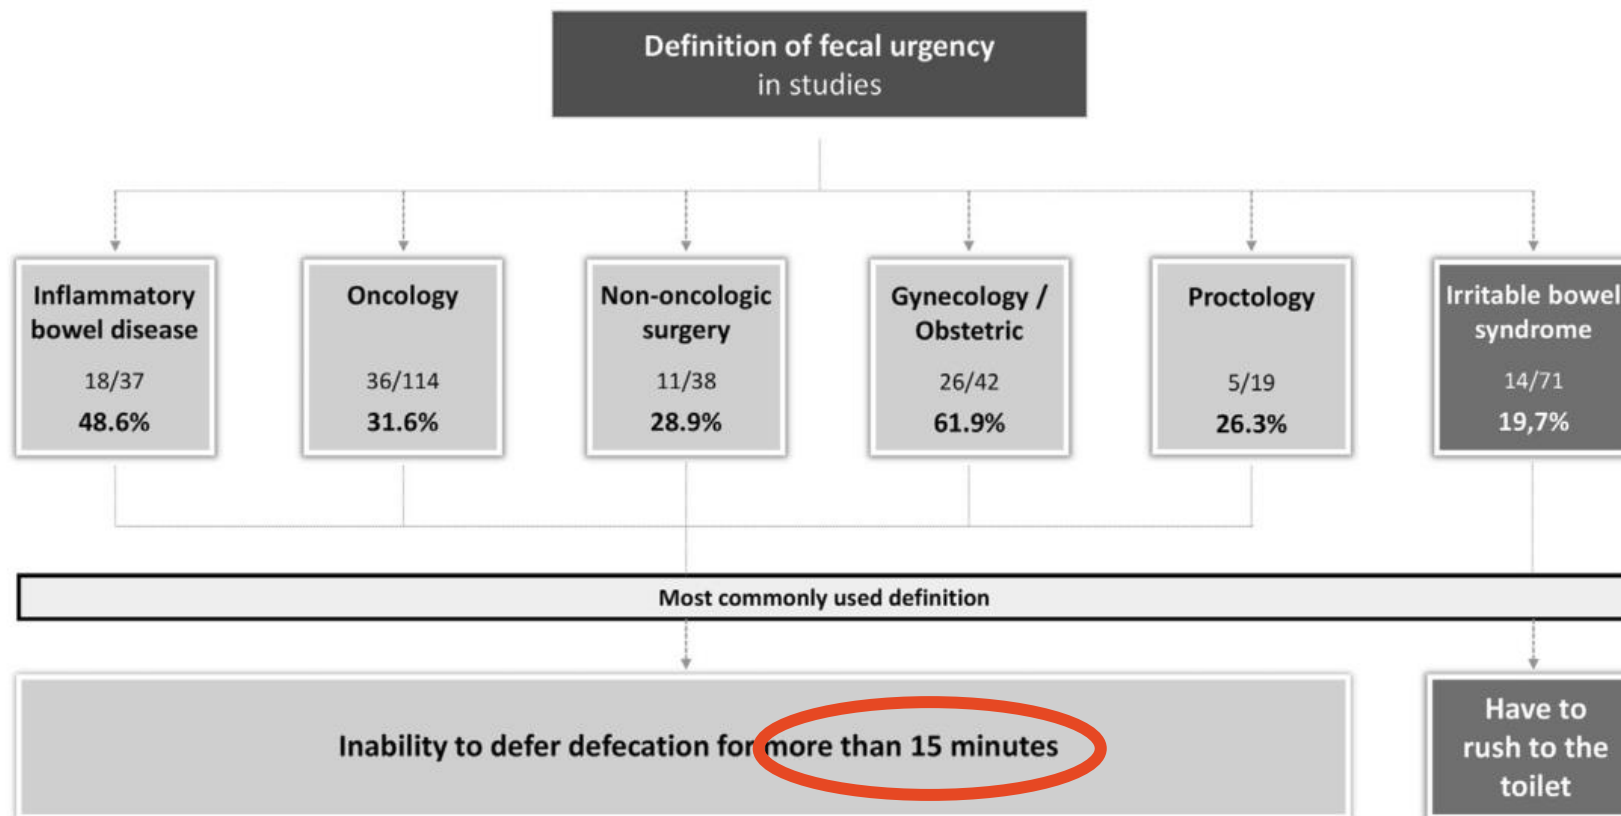 Definition of fecal urgency
in studies
Inflammatory
bowel disease
18/37
48.6%
Oncology
36/114
31.6%
Non-oncologic
surgery
11/38
28.9%
Gynecology /
Obstetric
26/42
61.9%
Proctology
5/19
26.3%
Irritable bowel
syndrome
14/71
19,7%
Most commonly used definition
Inability to defer defecation for more than 15 minutes
Have to
rush to the
toilet